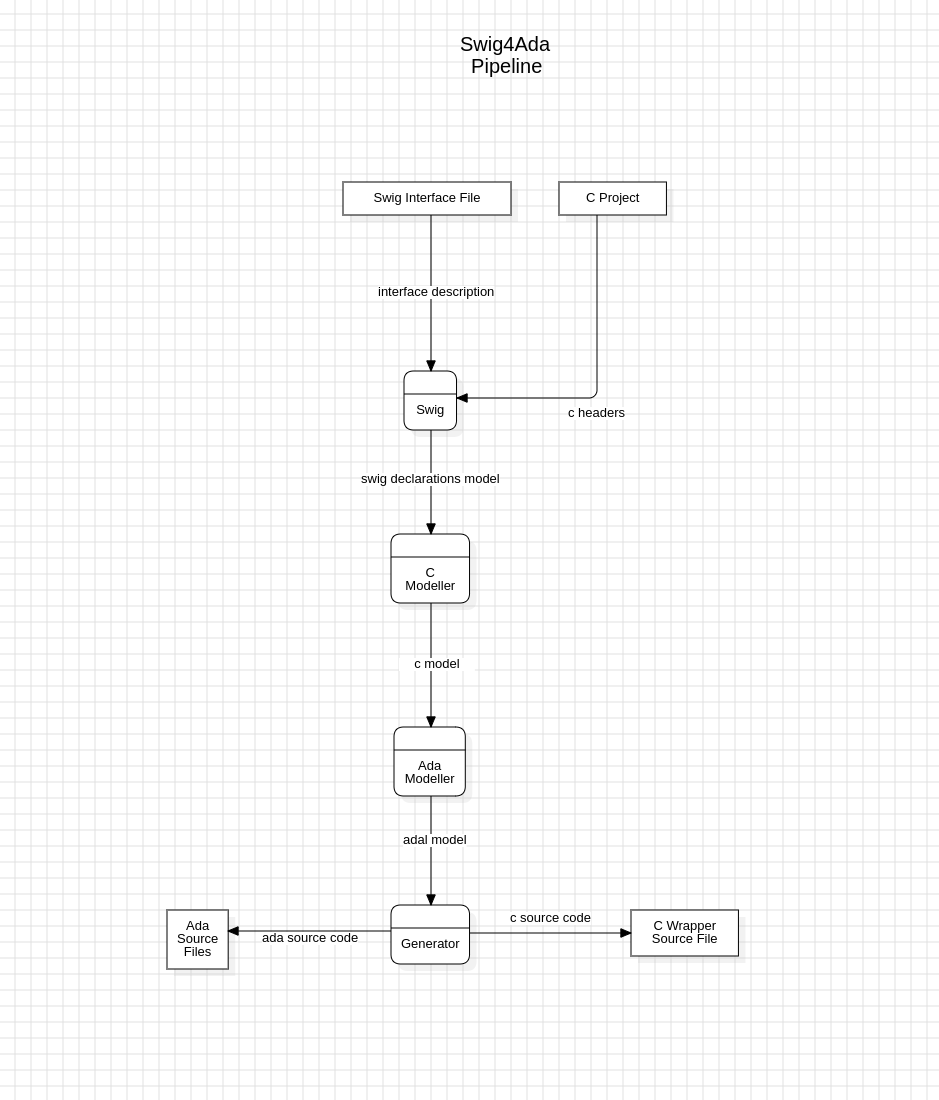 Swig4Ada
Pipeline
Swig Interface File
C Project
interface description
Swig
c headers
swig declarations model
C
Modeller
c model
Ada
Modeller
adal model
Ada
Source
Files
ada source code
Generator
c source code
C Wrapper
Source File